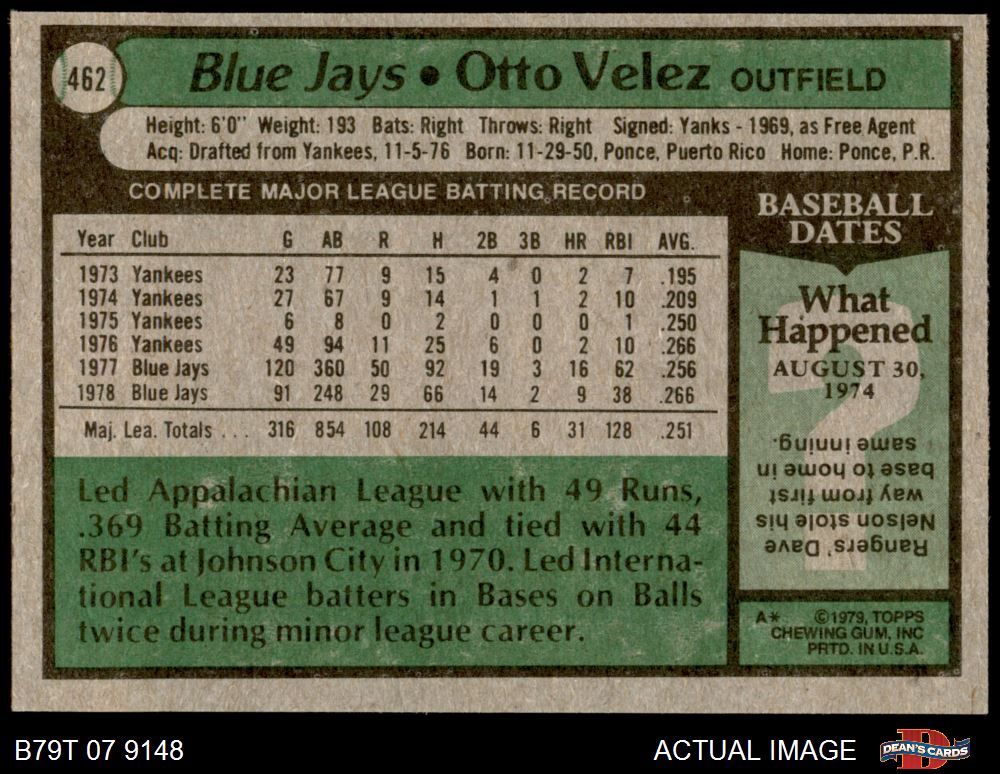 462
Blue Jays • Otto Velez OUTFIELD
Height: 6'0" Weight: 193 Bats: Right Throws: Right Signed: Yanks - 1969, as Free Agent
Acq: Drafted from Yankees, 11-5-76 Born: 11-29-50, Ponce, Puerto Rico Home: Ponce, P.R.
COMPLETE MAJOR LEAGUE BATTING RECORD
Year Club G AB R H 2B 3B HR RBI AVG.
1973 Yankees 23 77 9 15 4 0 2 7 .195
1974 Yankees 27 67 9 14 1 1 2 10 .209
1975 Yankees 6 8 0 2 0 0 0 1 .250
1976 Yankees 49 94 11 25 6 0 2 10 .266
1977 Blue Jays 120 360 50 92 19 3 16 62 .256
1978 Blue Jays 91 248 29 66 14 2 9 38 .266
Maj. Lea. Totals . . . 316 854 108 214 44 6 31 128 .251
Led Appalachian League with 49 Runs,
.369 Batting Average and tied with 44
RBI's at Johnson City in 1970. Led Interna-
tional League batters in Bases on Balls
twice during minor league career.
BASEBALL
DATES
What
Happened
AUGUST 30,
1974
Rangers' Dave
Nelson stole his
way from first
base to home in
same inning.
A* ©1979, TOPPS
CHEWING GUM, INC
PRTD. IN U.S.A.
B79T 07 9148
ACTUAL IMAGE
DEAN'S CARDS